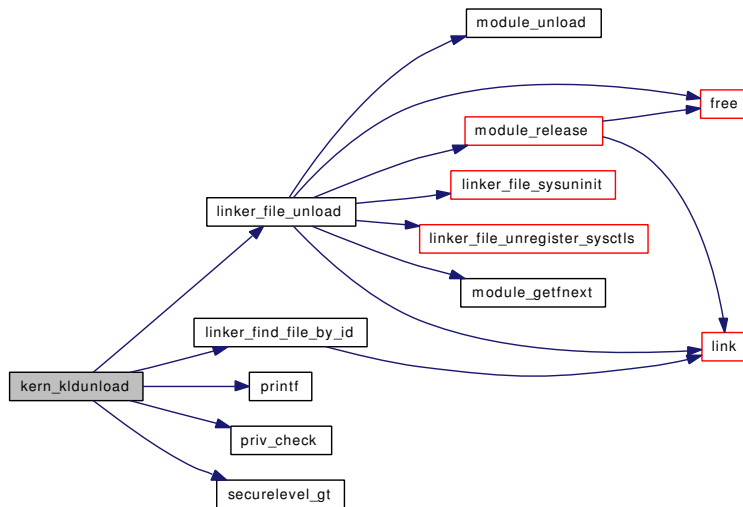 module_unload
free
module_release
linker_file_sysuninit
linker_file_unload
linker_file_unregister_sysctls
module_getfnext
linker_find_file_by_id
link
kern_kldunload
printf
priv_check
securelevel_gt